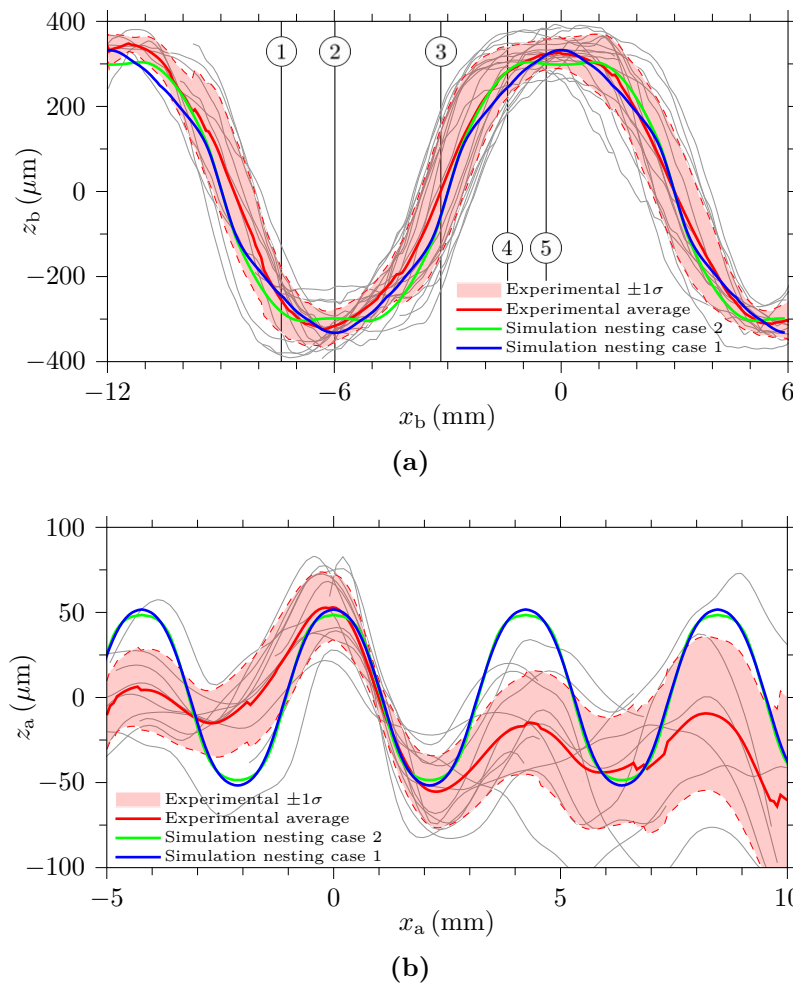 400
200
0
−200
−400
z_b (μm)
1 2 3
4 5
Experimental ±1σ
Experimental average
Simulation nesting case 2
Simulation nesting case 1
−12 −6 0 6
x_b (mm)
(a)
100
50
0
−50
−100
z_a (μm)
Experimental ±1σ
Experimental average
Simulation nesting case 2
Simulation nesting case 1
−5 0 5 10
x_a (mm)
(b)